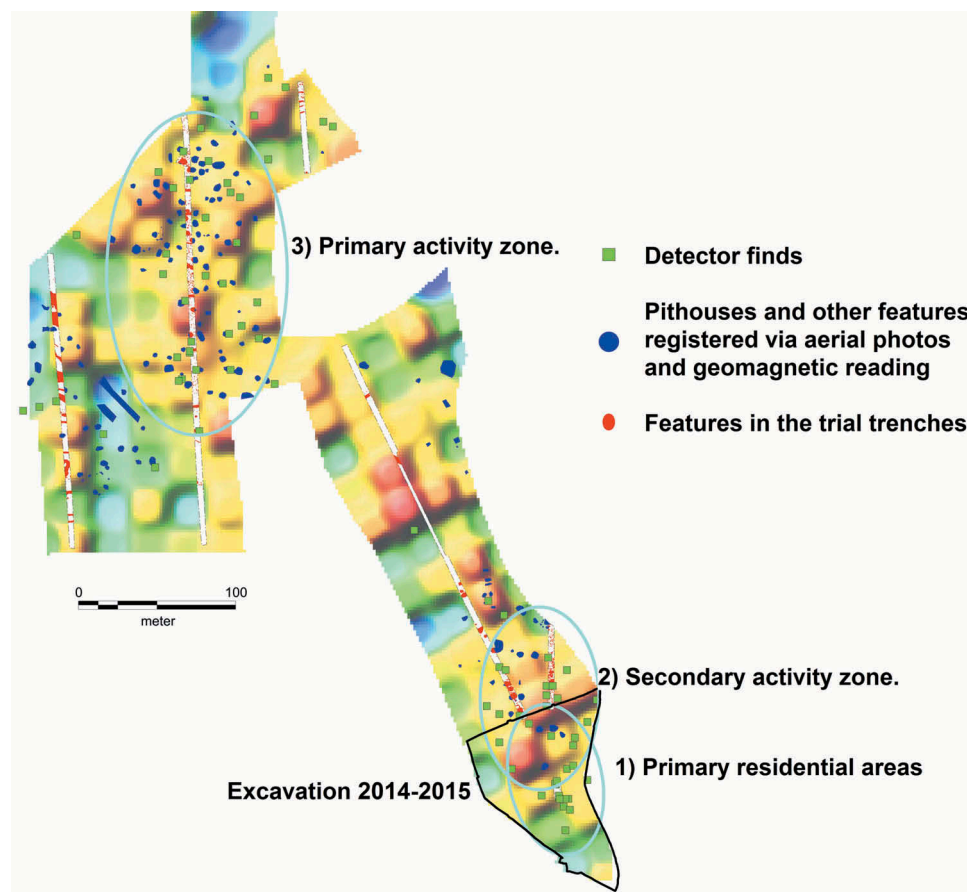 3) Primary activity zone.
Detector finds
Pithouses and other features
registered via aerial photos
and geomagnetic reading
Features in the trial trenches
0 100
meter
2) Secondary activity zone.
1) Primary residential areas
Excavation 2014-2015